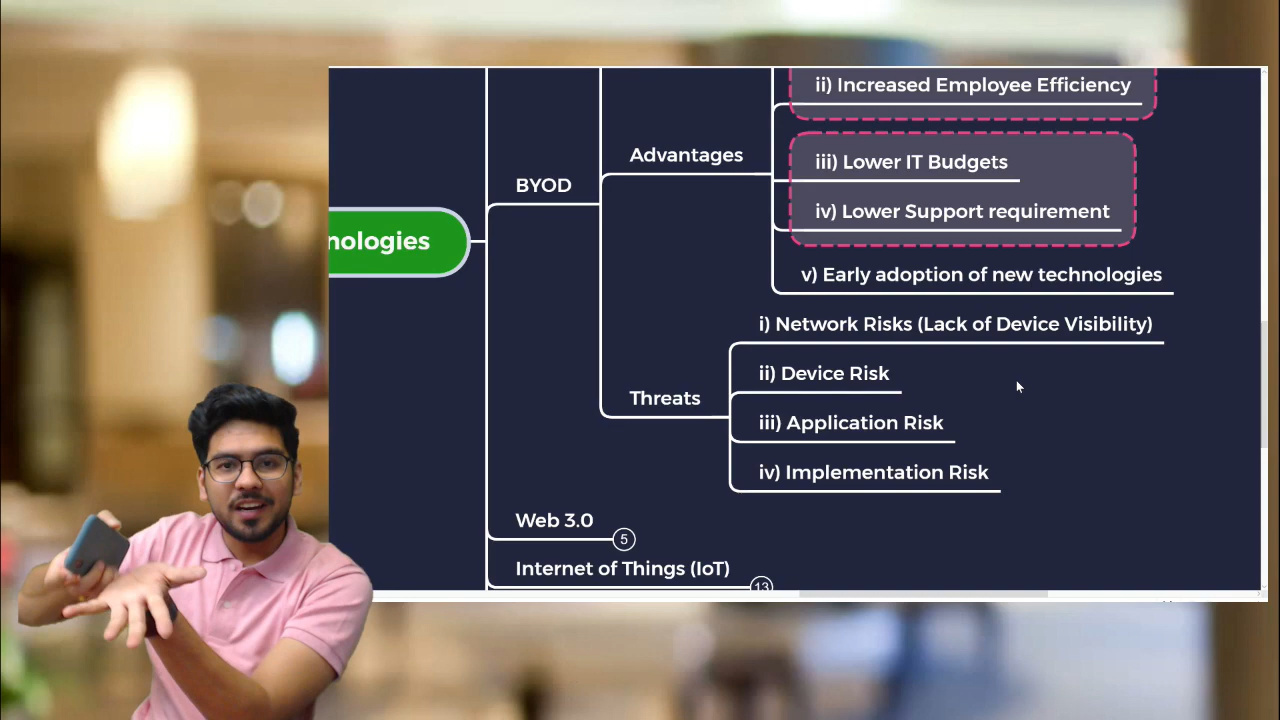 ii) Increased Employee Efficiency
Advantages
iii) Lower IT Budgets
BYOD
iv) Lower Support requirement
nologies
v) Early adoption of new technologies
i) Network Risks (Lack of Device Visibility)
ii) Device Risk
Threats
iii) Application Risk
iv) Implementation Risk
Web 3.0
5
Internet of Things (IoT)
13